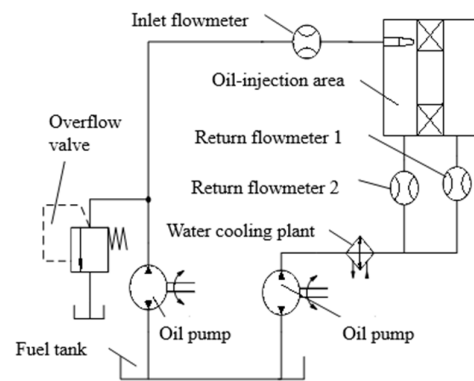 Inlet flowmeter
Oil-injection area
Overflow
valve
Return flowmeter 1
Return flowmeter 2
Water cooling plant
Oil pump
Oil pump
Fuel tank